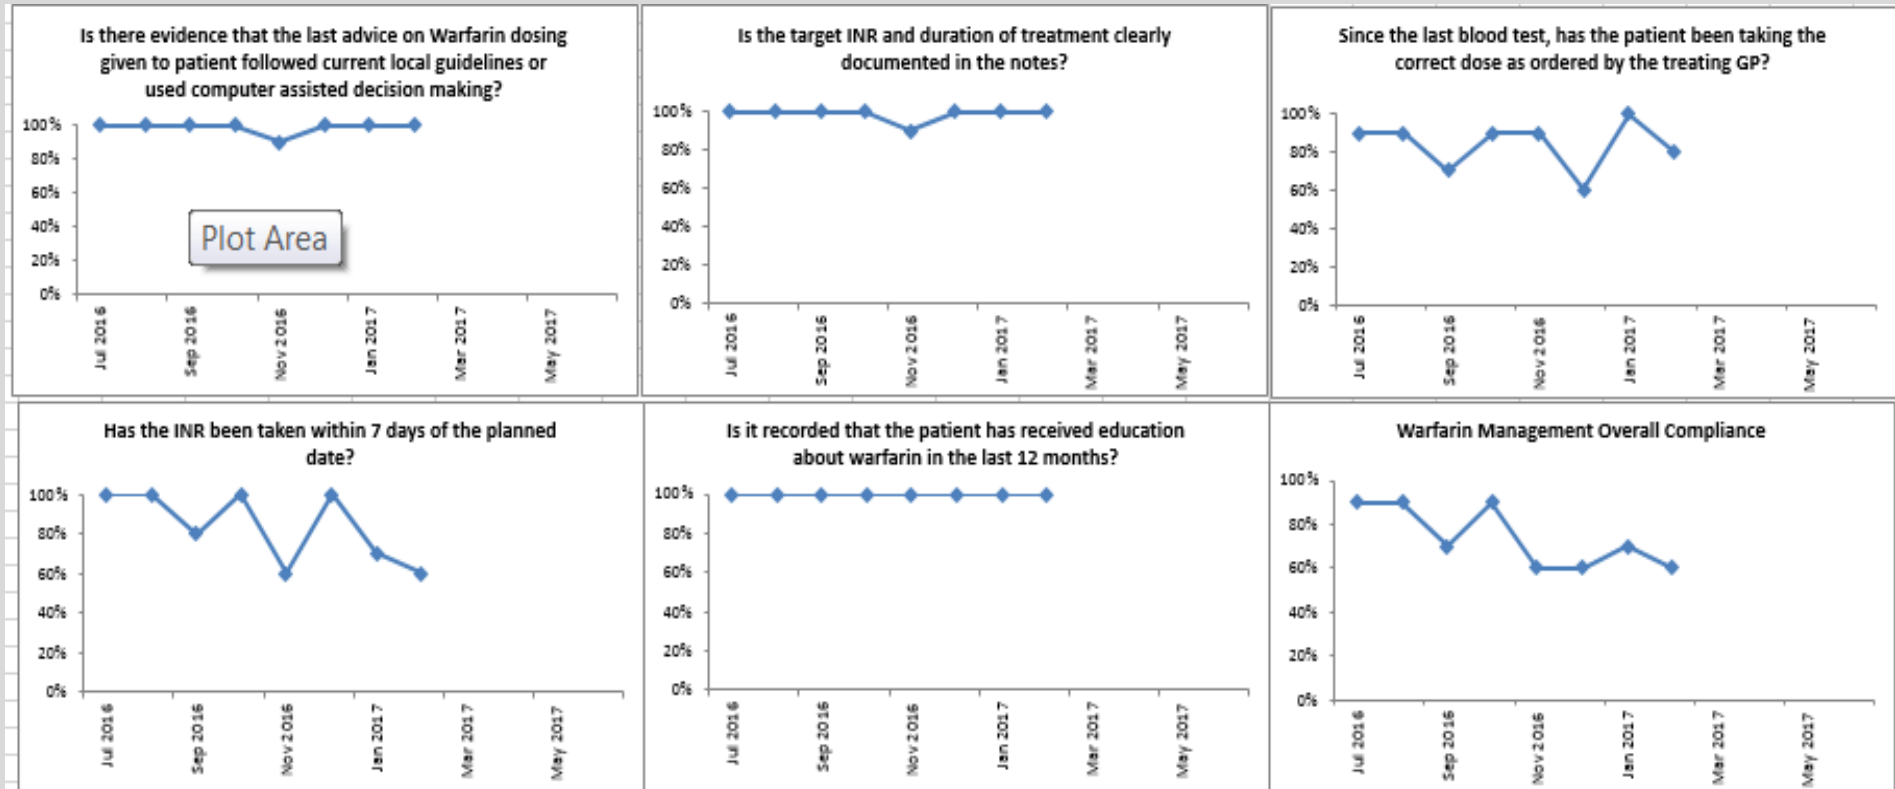 Is there evidence that the last advice on Warfarin dosing
given to patient followed current local guidelines or
used computer assisted decision making?
100%
80%
60%
40%
20%
0%
Plot Area
Jul 2016
Sep 2016
Nov 2016
Jan 2017
Mar 2017
May 2017
Is the target INR and duration of treatment clearly
documented in the notes?
100%
80%
60%
40%
20%
0%
Jul 2016
Sep 2016
Nov 2016
Jan 2017
Mar 2017
May 2017
Since the last blood test, has the patient been taking the
correct dose as ordered by the treating GP?
100%
80%
60%
40%
20%
0%
Jul 2016
Sep 2016
Nov 2016
Jan 2017
Mar 2017
May 2017
Has the INR been taken within 7 days of the planned
date?
100%
80%
60%
40%
20%
0%
Jul 2016
Sep 2016
Nov 2016
Jan 2017
Mar 2017
May 2017
Is it recorded that the patient has received education
about warfarin in the last 12 months?
100%
80%
60%
40%
20%
0%
Jul 2016
Sep 2016
Nov 2016
Jan 2017
Mar 2017
May 2017
Warfarin Management Overall Compliance
100%
80%
60%
40%
20%
0%
Jul 2016
Sep 2016
Nov 2016
Jan 2017
Mar 2017
May 2017